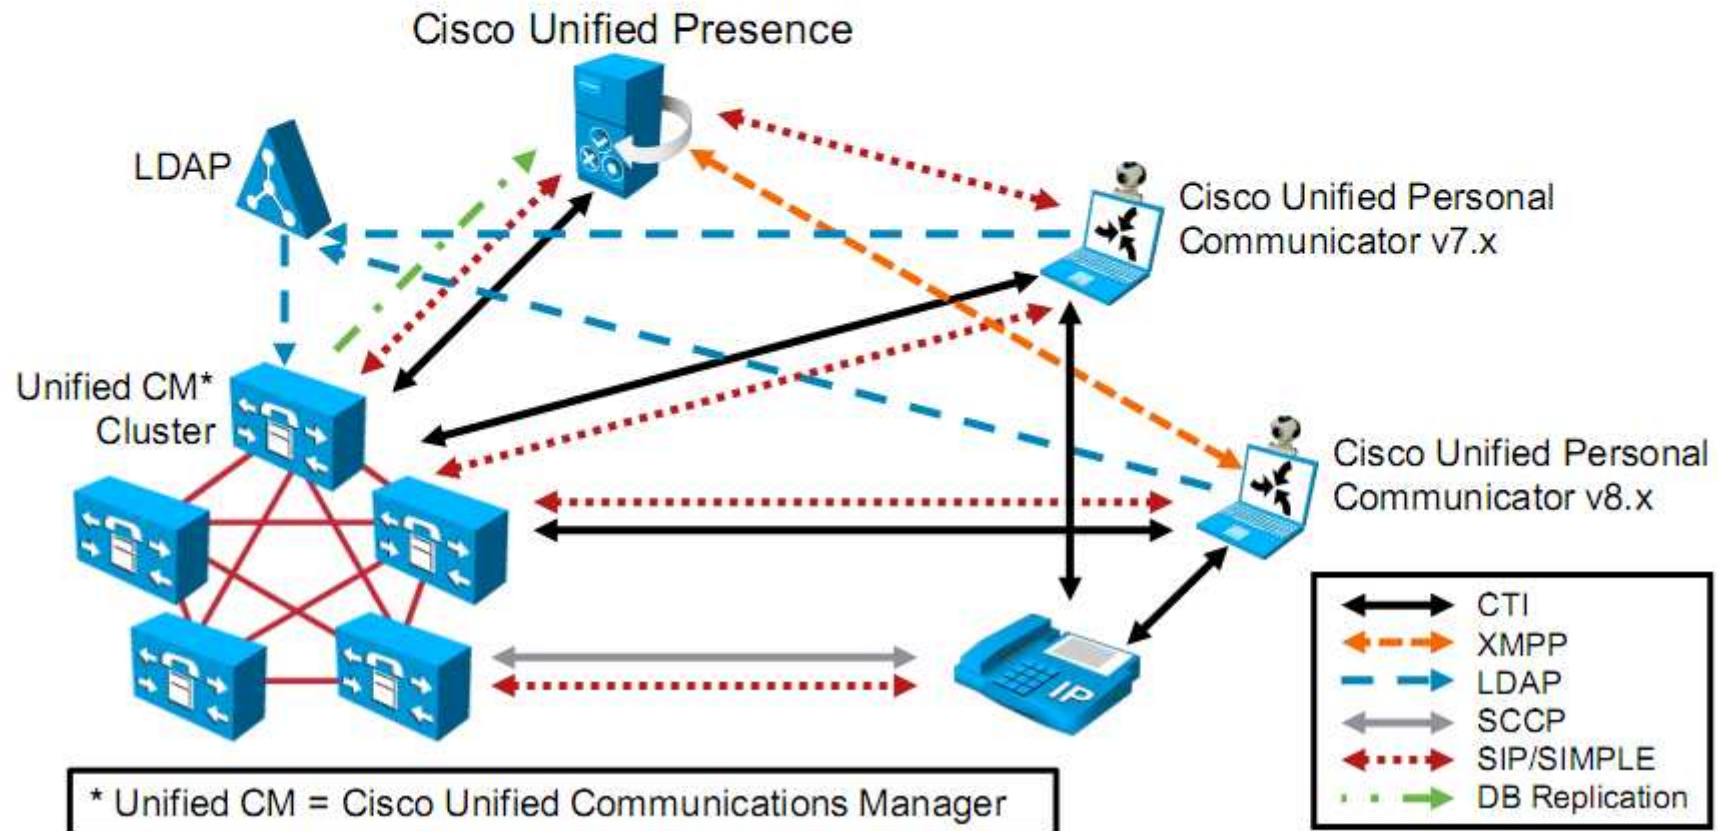 Cisco Unified Presence
LDAP
Cisco Unified Personal
Communicator v7.x
Unified CM*
Cluster
Cisco Unified Personal
Communicator v8.x
IP
CTI
XMPP
LDAP
SCCP
SIP/SIMPLE
DB Replication
* Unified CM = Cisco Unified Communications Manager